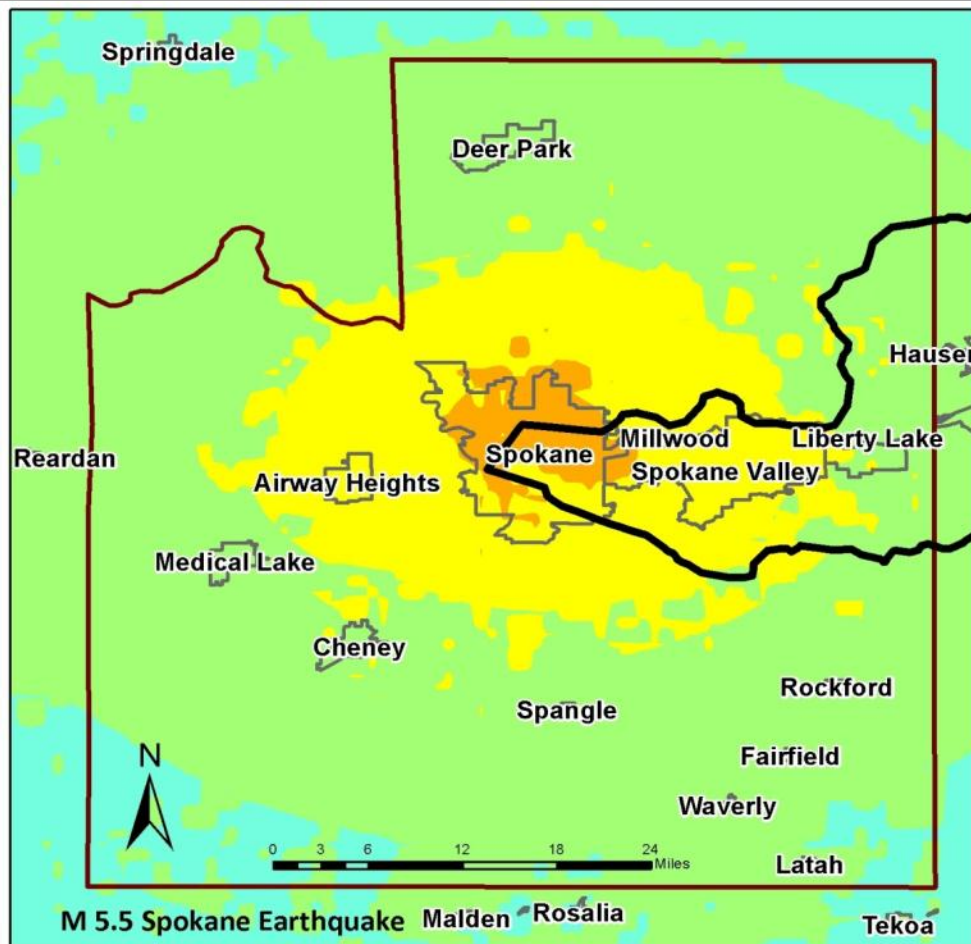 Springdale
Deer Park
Hauser
Millwood
Liberty Lake
Spokane
Reardan
Spokane Valley
Airway Heights
Medical Lake
Cheney
Rockford
Spangle
N
Fairfield
Waverly
0 3 6 12 18 24
Miles
Latah
M 5.5 Spokane Earthquake
Malden
Rosalia
Tekoa